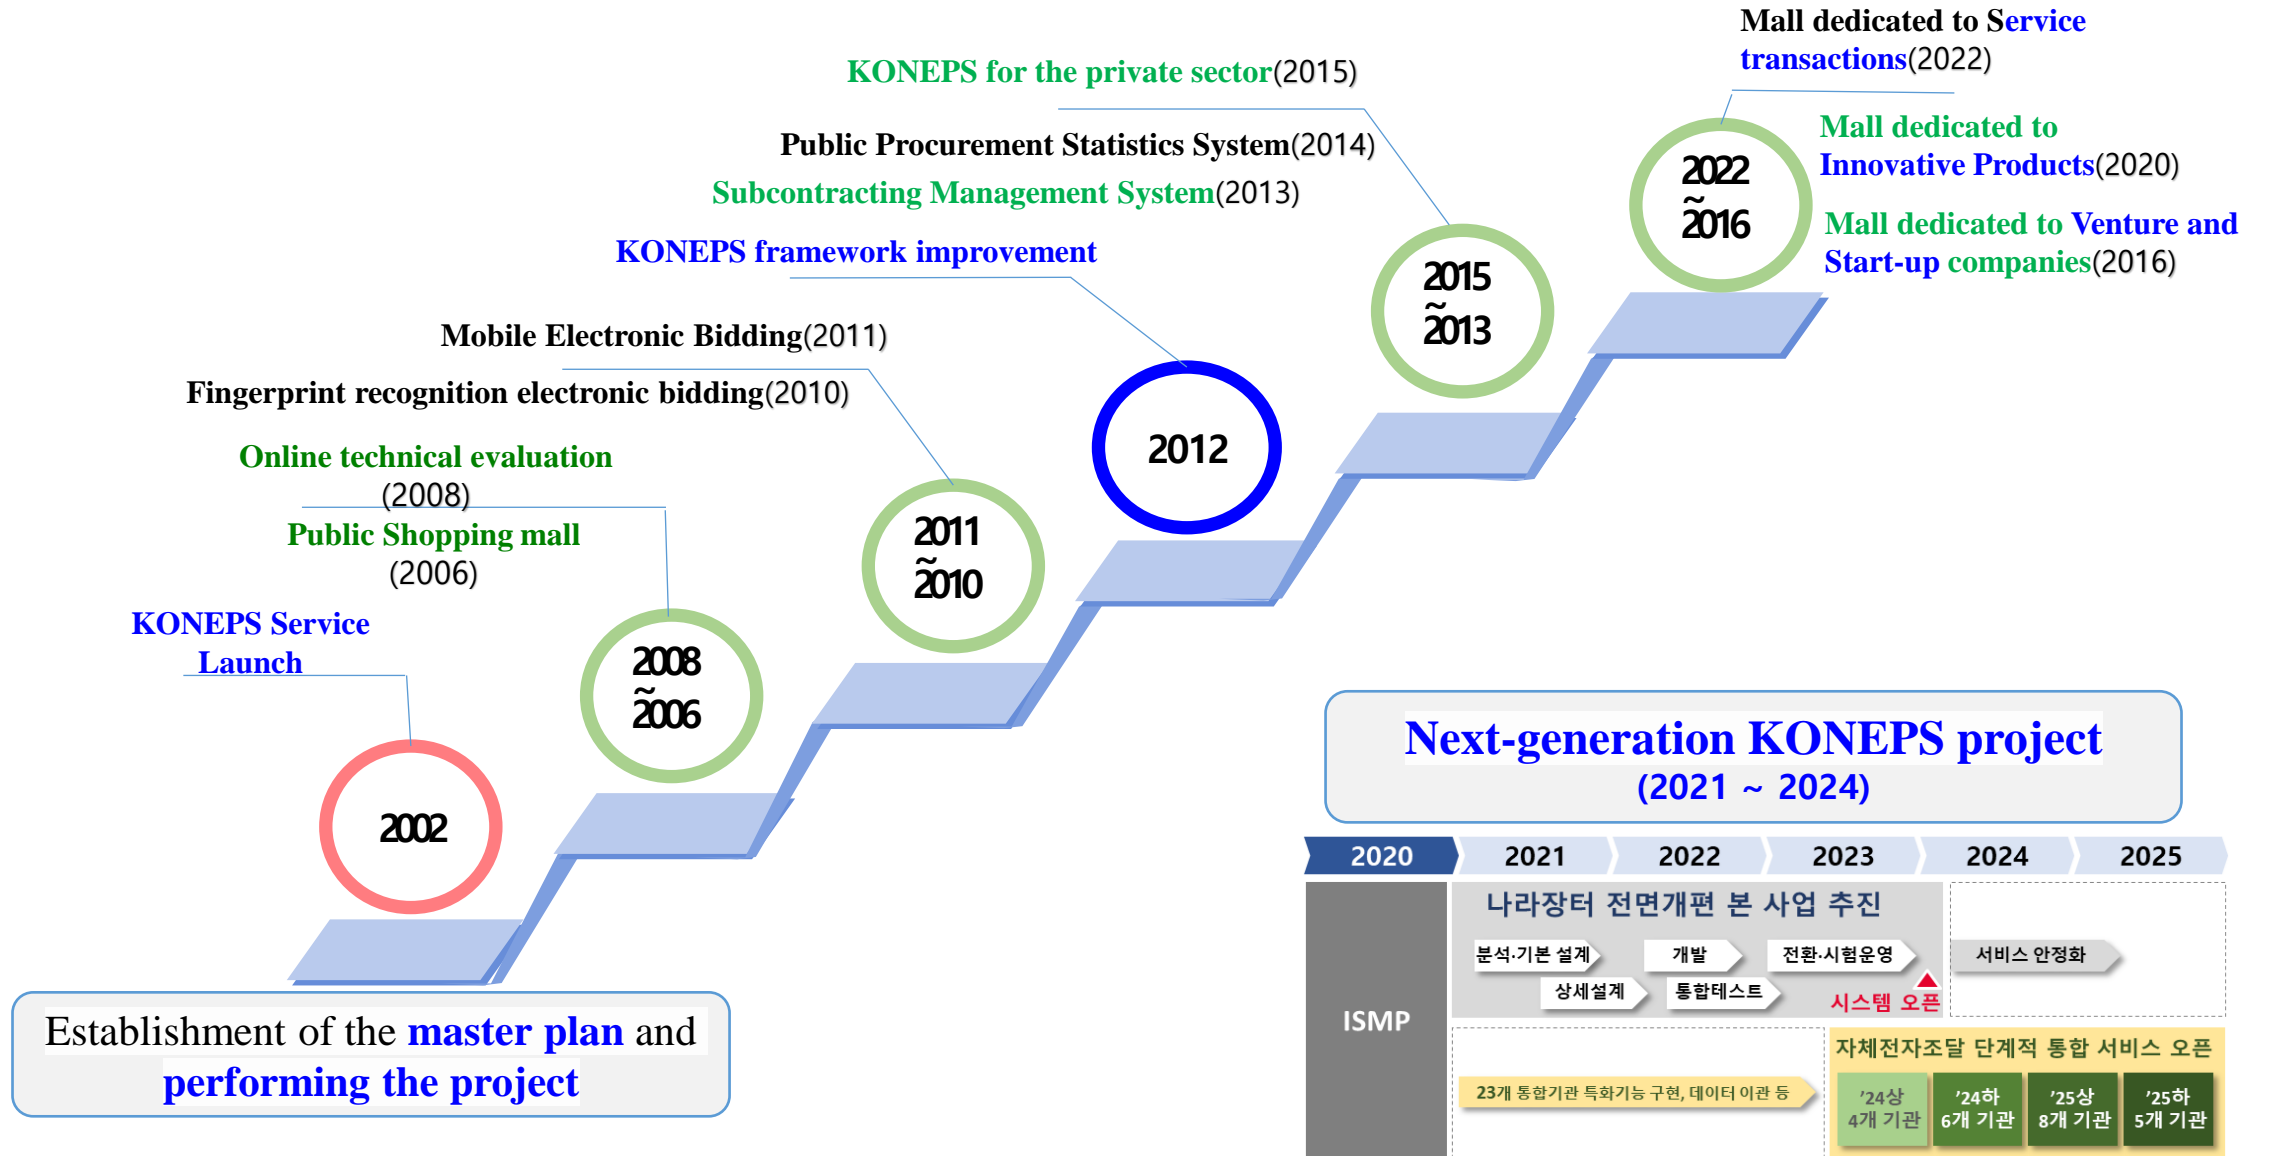 Mall dedicated to Service
transactions(2022)
KONEPS for the private sector(2015)
Mall dedicated to
Innovative Products(2020)
Public Procurement Statistics System(2014)
Subcontracting Management System(2013)
Mall dedicated to Venture and
Start-up companies(2016)
2022
~
2016
KONEPS framework improvement
2015
~
2013
Mobile Electronic Bidding(2011)
Fingerprint recognition electronic bidding(2010)
2012
Online technical evaluation
(2008)
Public Shopping mall
(2006)
2011
~
2010
KONEPS Service
Launch
2008
~
2006
2002
Establishment of the master plan and
performing the project
Next-generation KONEPS project
(2021 ~ 2024)
2020 2021 2022 2023 2024 2025
나라장터 전면개편 본 사업 추진
분석·기본 설계 개발 전환·시험운영 서비스 안정화
상세설계 통합테스트 시스템 오픈
ISMP
자체전자조달 단계적 통합 서비스 오픈
23개 통합기관 특화기능 구현, 데이터 이관 등
’24상 ’24하 ’25상 ’25하
4개 기관 6개 기관 8개 기관 5개 기관